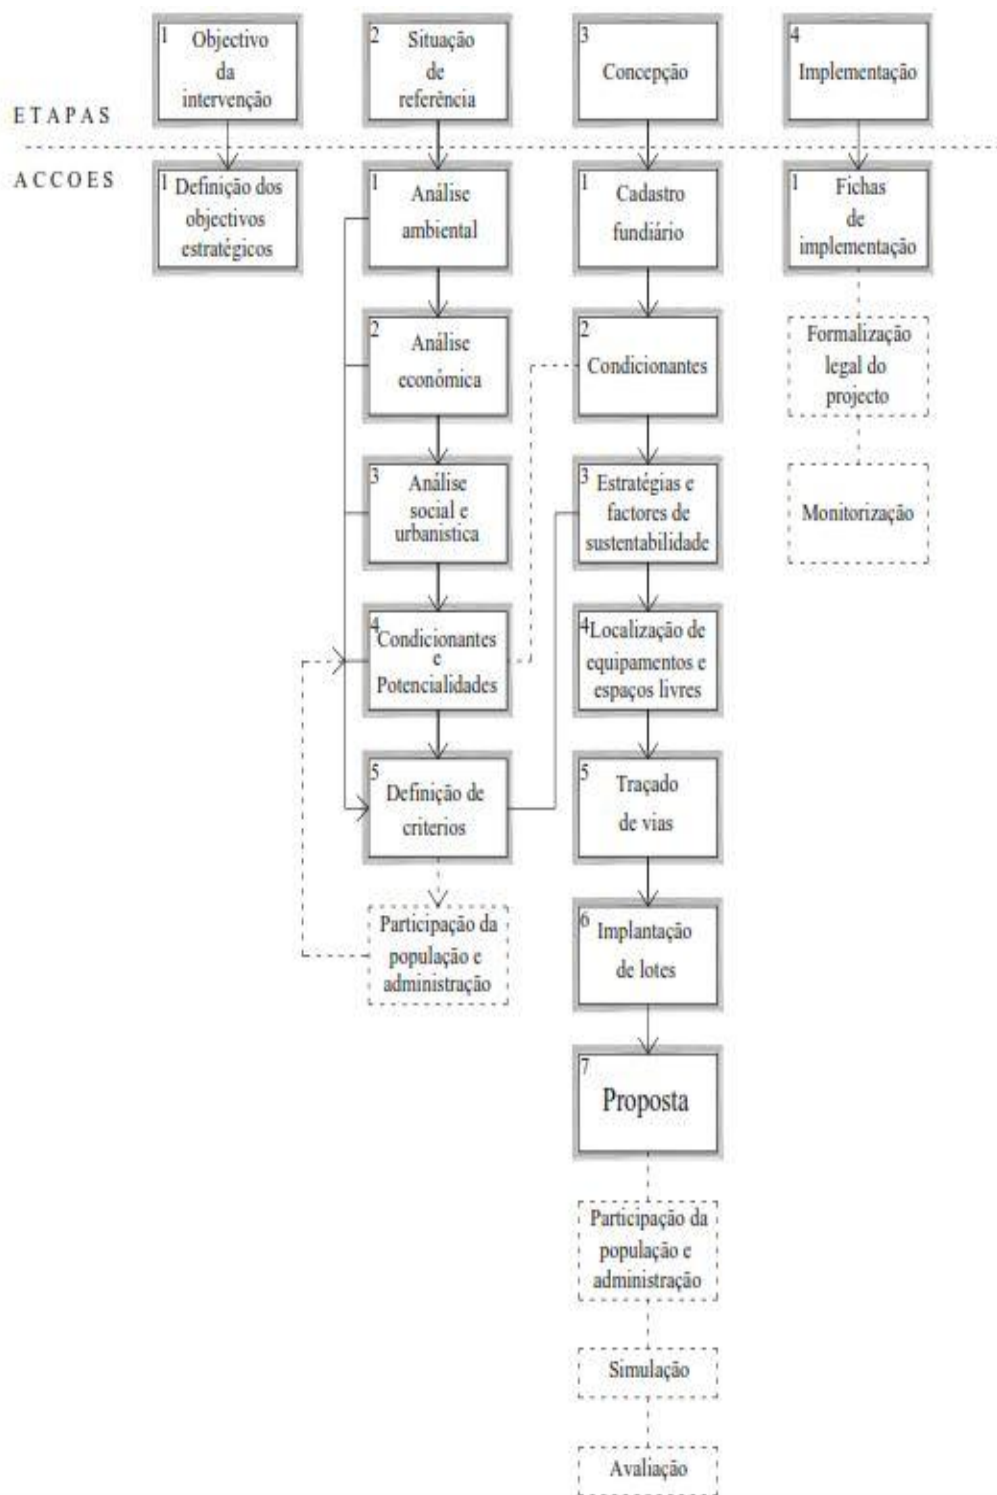 1 Objectivo
da
intervenção
2 Situação
de
referência
3
Concepção
4
Implementação
ETAPAS
ACCOES
1 Definição dos
objectivos
estratégicos
1
Análise
ambiental
2
Análise
econômica
3
Análise
social e
urbanistica
4
Condicionantes
e
Potencialidades
5
Definição de
criterios
Participação da
população e
administração
1
Cadastro
fundiário
2
Condicionantes
3
Estratégias e
factores de
sustentabilidade
4 Localização de
equipamentos e
espaços livres
5
Traçado
de vias
6
Implantação
de lotes
7
Proposta
Participação da
população e
administração
Simulação
Avaliação
1
Fichas
de
implementação
Formalização
legal do
projecto
Monitorização